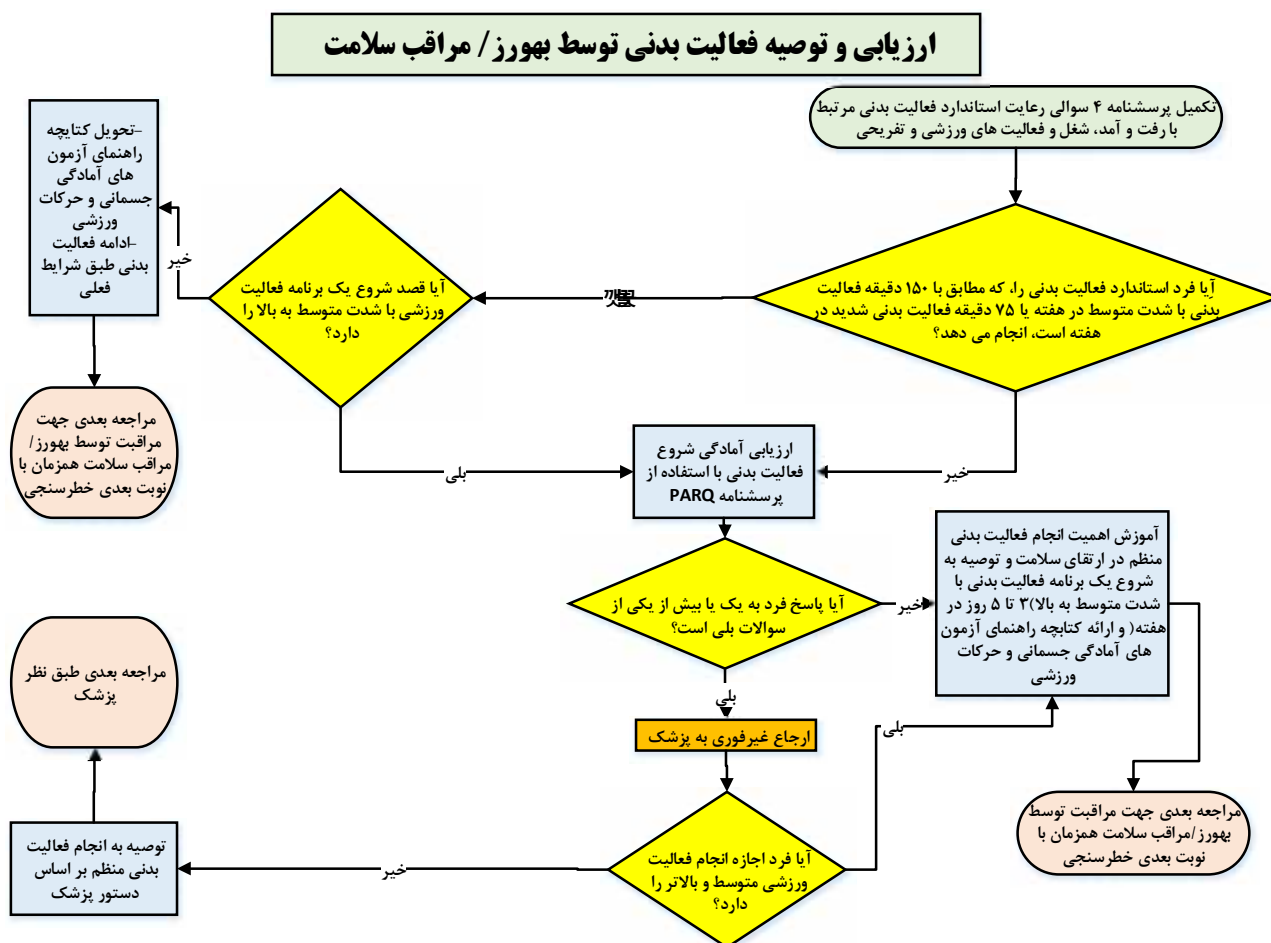 ارزیابی و توصیه فعالیت بدنی توسط بهورز/ مراقب سلامت
تکمیل پرسشنامه ۴ سوالی رعایت استاندارد فعالیت بدنی مرتبط
با رفت و آمد، شغل و فعالیت های ورزشی و تفریحی
آیا فرد استاندارد فعالیت بدنی را، که مطابق با ۱۵۰ دقیقه فعالیت
بدنی با شدت متوسط در هفته یا ۷۵ دقیقه فعالیت بدنی شدید در
هفته است، انجام می دهد؟
آیا قصد شروع یک برنامه فعالیت
ورزشی با شدت متوسط به بالا را
دارد؟
خیر
-تحویل کتابچه
راهنمای آزمون
های آمادگی
جسمانی و حرکات
ورزشی
-ادامه فعالیت
بدنی طبق شرایط
فعلی
مراجعه بعدی جهت
مراقبت توسط بهورز/
مراقب سلامت همزمان با
نوبت بعدی خطرسنجی
بلی
خیر
ارزیابی آمادگی شروع
فعالیت بدنی با استفاده از
پرسشنامه PARQ
آیا پاسخ فرد به یک یا بیش از یکی از
سوالات بلی است؟
خیر
آموزش اهمیت انجام فعالیت بدنی
منظم در ارتقای سلامت و توصیه به
شروع یک برنامه فعالیت بدنی با
شدت متوسط به بالا)۳ تا ۵ روز در
هفته( و ارائه کتابچه راهنمای آزمون
های آمادگی جسمانی و حرکات
ورزشی
بلی
ارجاع غیرفوری به پزشک
بلی
مراجعه بعدی جهت مراقبت توسط
بهورز/مراقب سلامت همزمان با
نوبت بعدی خطرسنجی
آیا فرد اجازه انجام فعالیت
ورزشی متوسط و بالاتر را
دارد؟
خیر
توصیه به انجام فعالیت
بدنی منظم بر اساس
دستور پزشک
مراجعه بعدی طبق نظر
پزشک